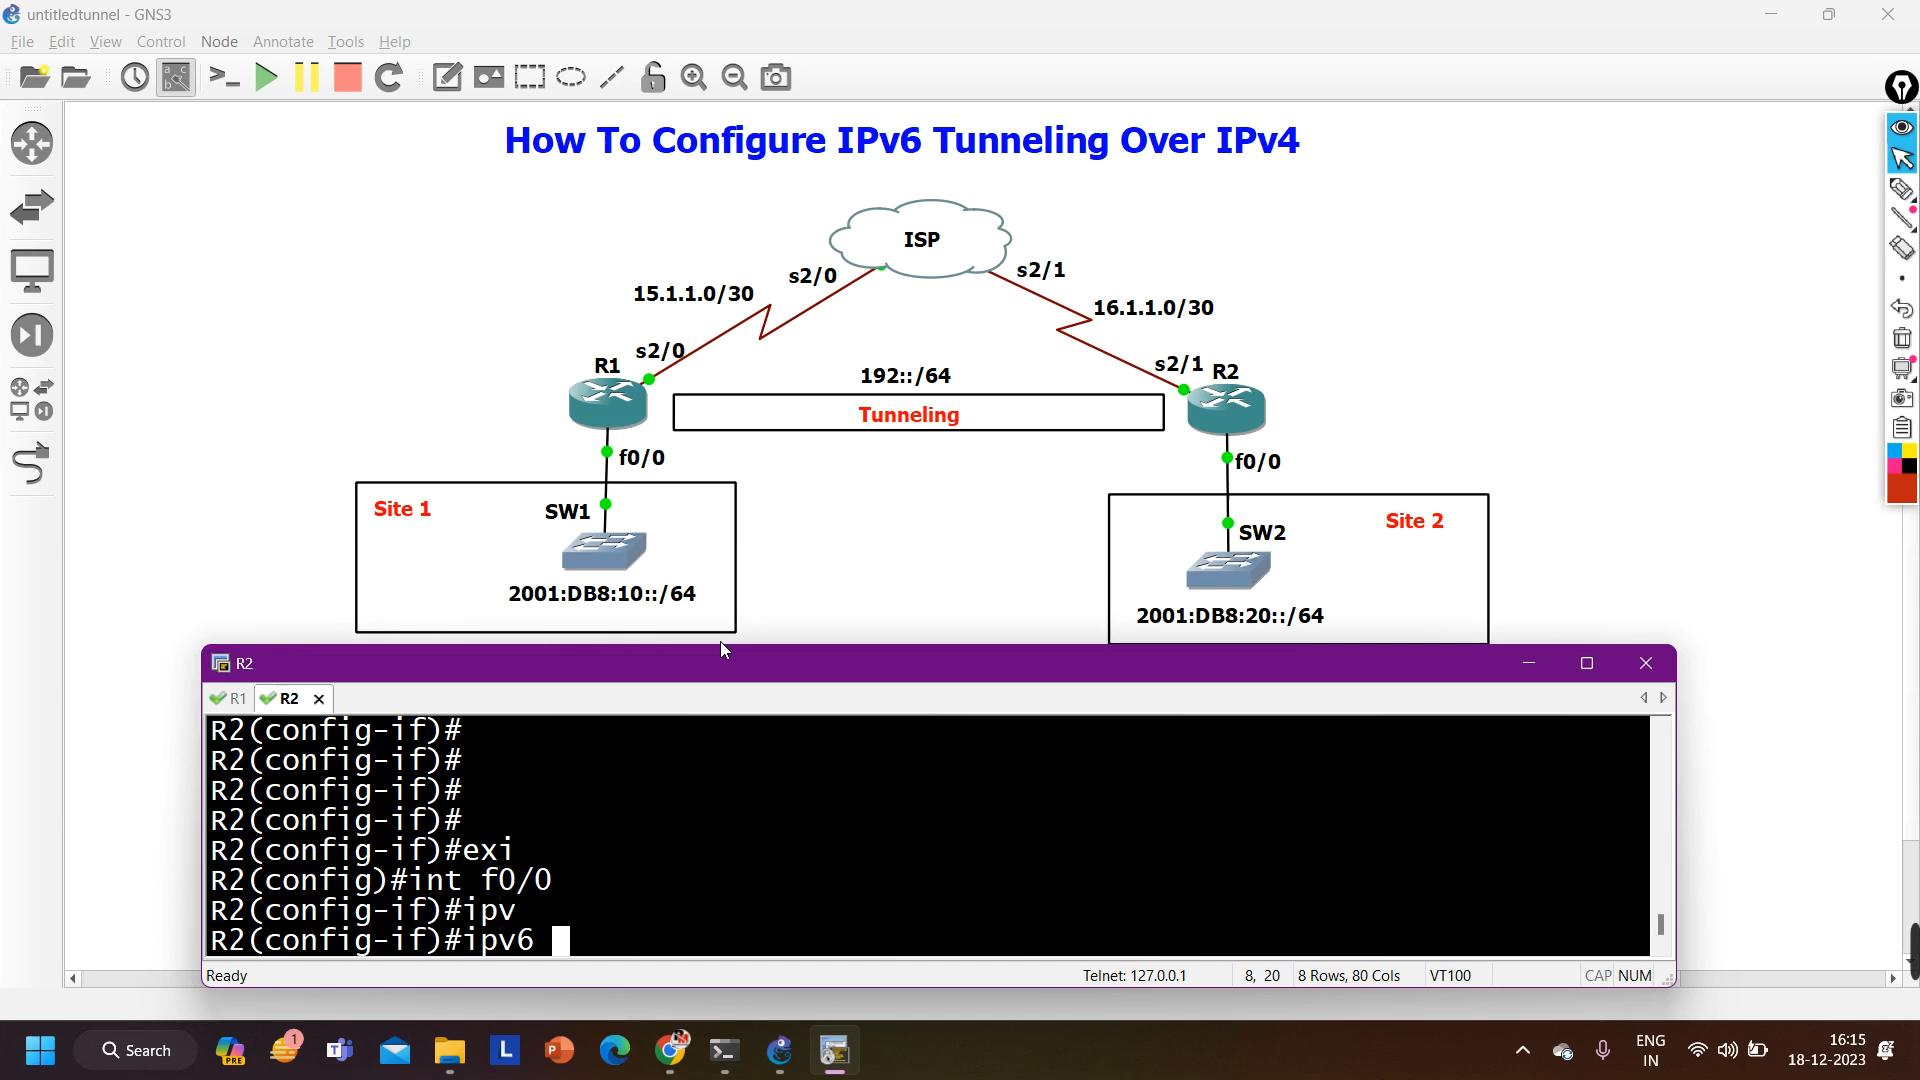 untitledtunnel - GNS3
File Edit View Control Node Annotate Tools Help
How To Configure IPv6 Tunneling Over IPv4
ISP
s2/0
s2/1
15.1.1.0/30
16.1.1.0/30
s2/0
s2/1
R1
R2
192::/64
Tunneling
f0/0
f0/0
Site 1
SW1
Site 2
SW2
2001:DB8:10::/64
2001:DB8:20::/64
R2
R1 R2
R2(config-if)#
R2(config-if)#
R2(config-if)#
R2(config-if)#
R2(config-if)#exi
R2(config)#int f0/0
R2(config-if)#ipv
R2(config-if)#ipv6
Ready Telnet: 127.0.0.1 8, 20 8 Rows, 80 Cols VT100 CAP NUM
Search
PRE
1
L
ENG
IN
16:15
18-12-2023